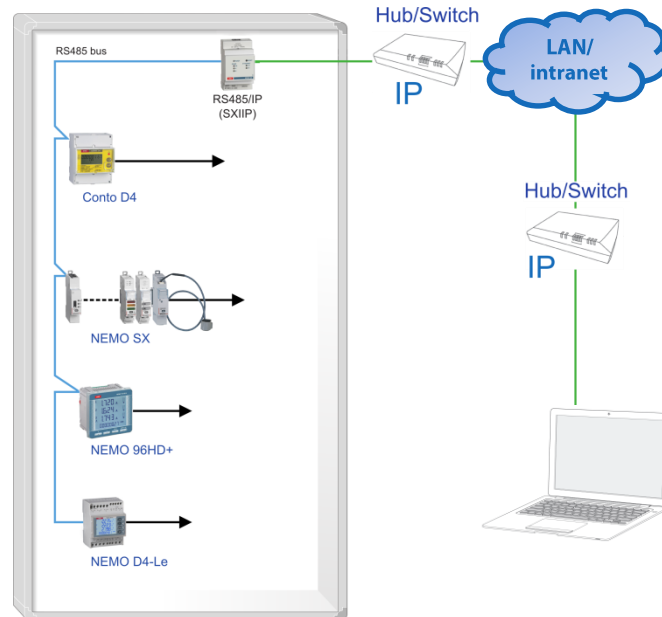 Hub/Switch
IP
LAN/
intranet
RS485 bus
RS485/IP
(SXIIP)
Conto D4
Hub/Switch
IP
NEMO SX
NEMO 96HD+
NEMO D4-Le